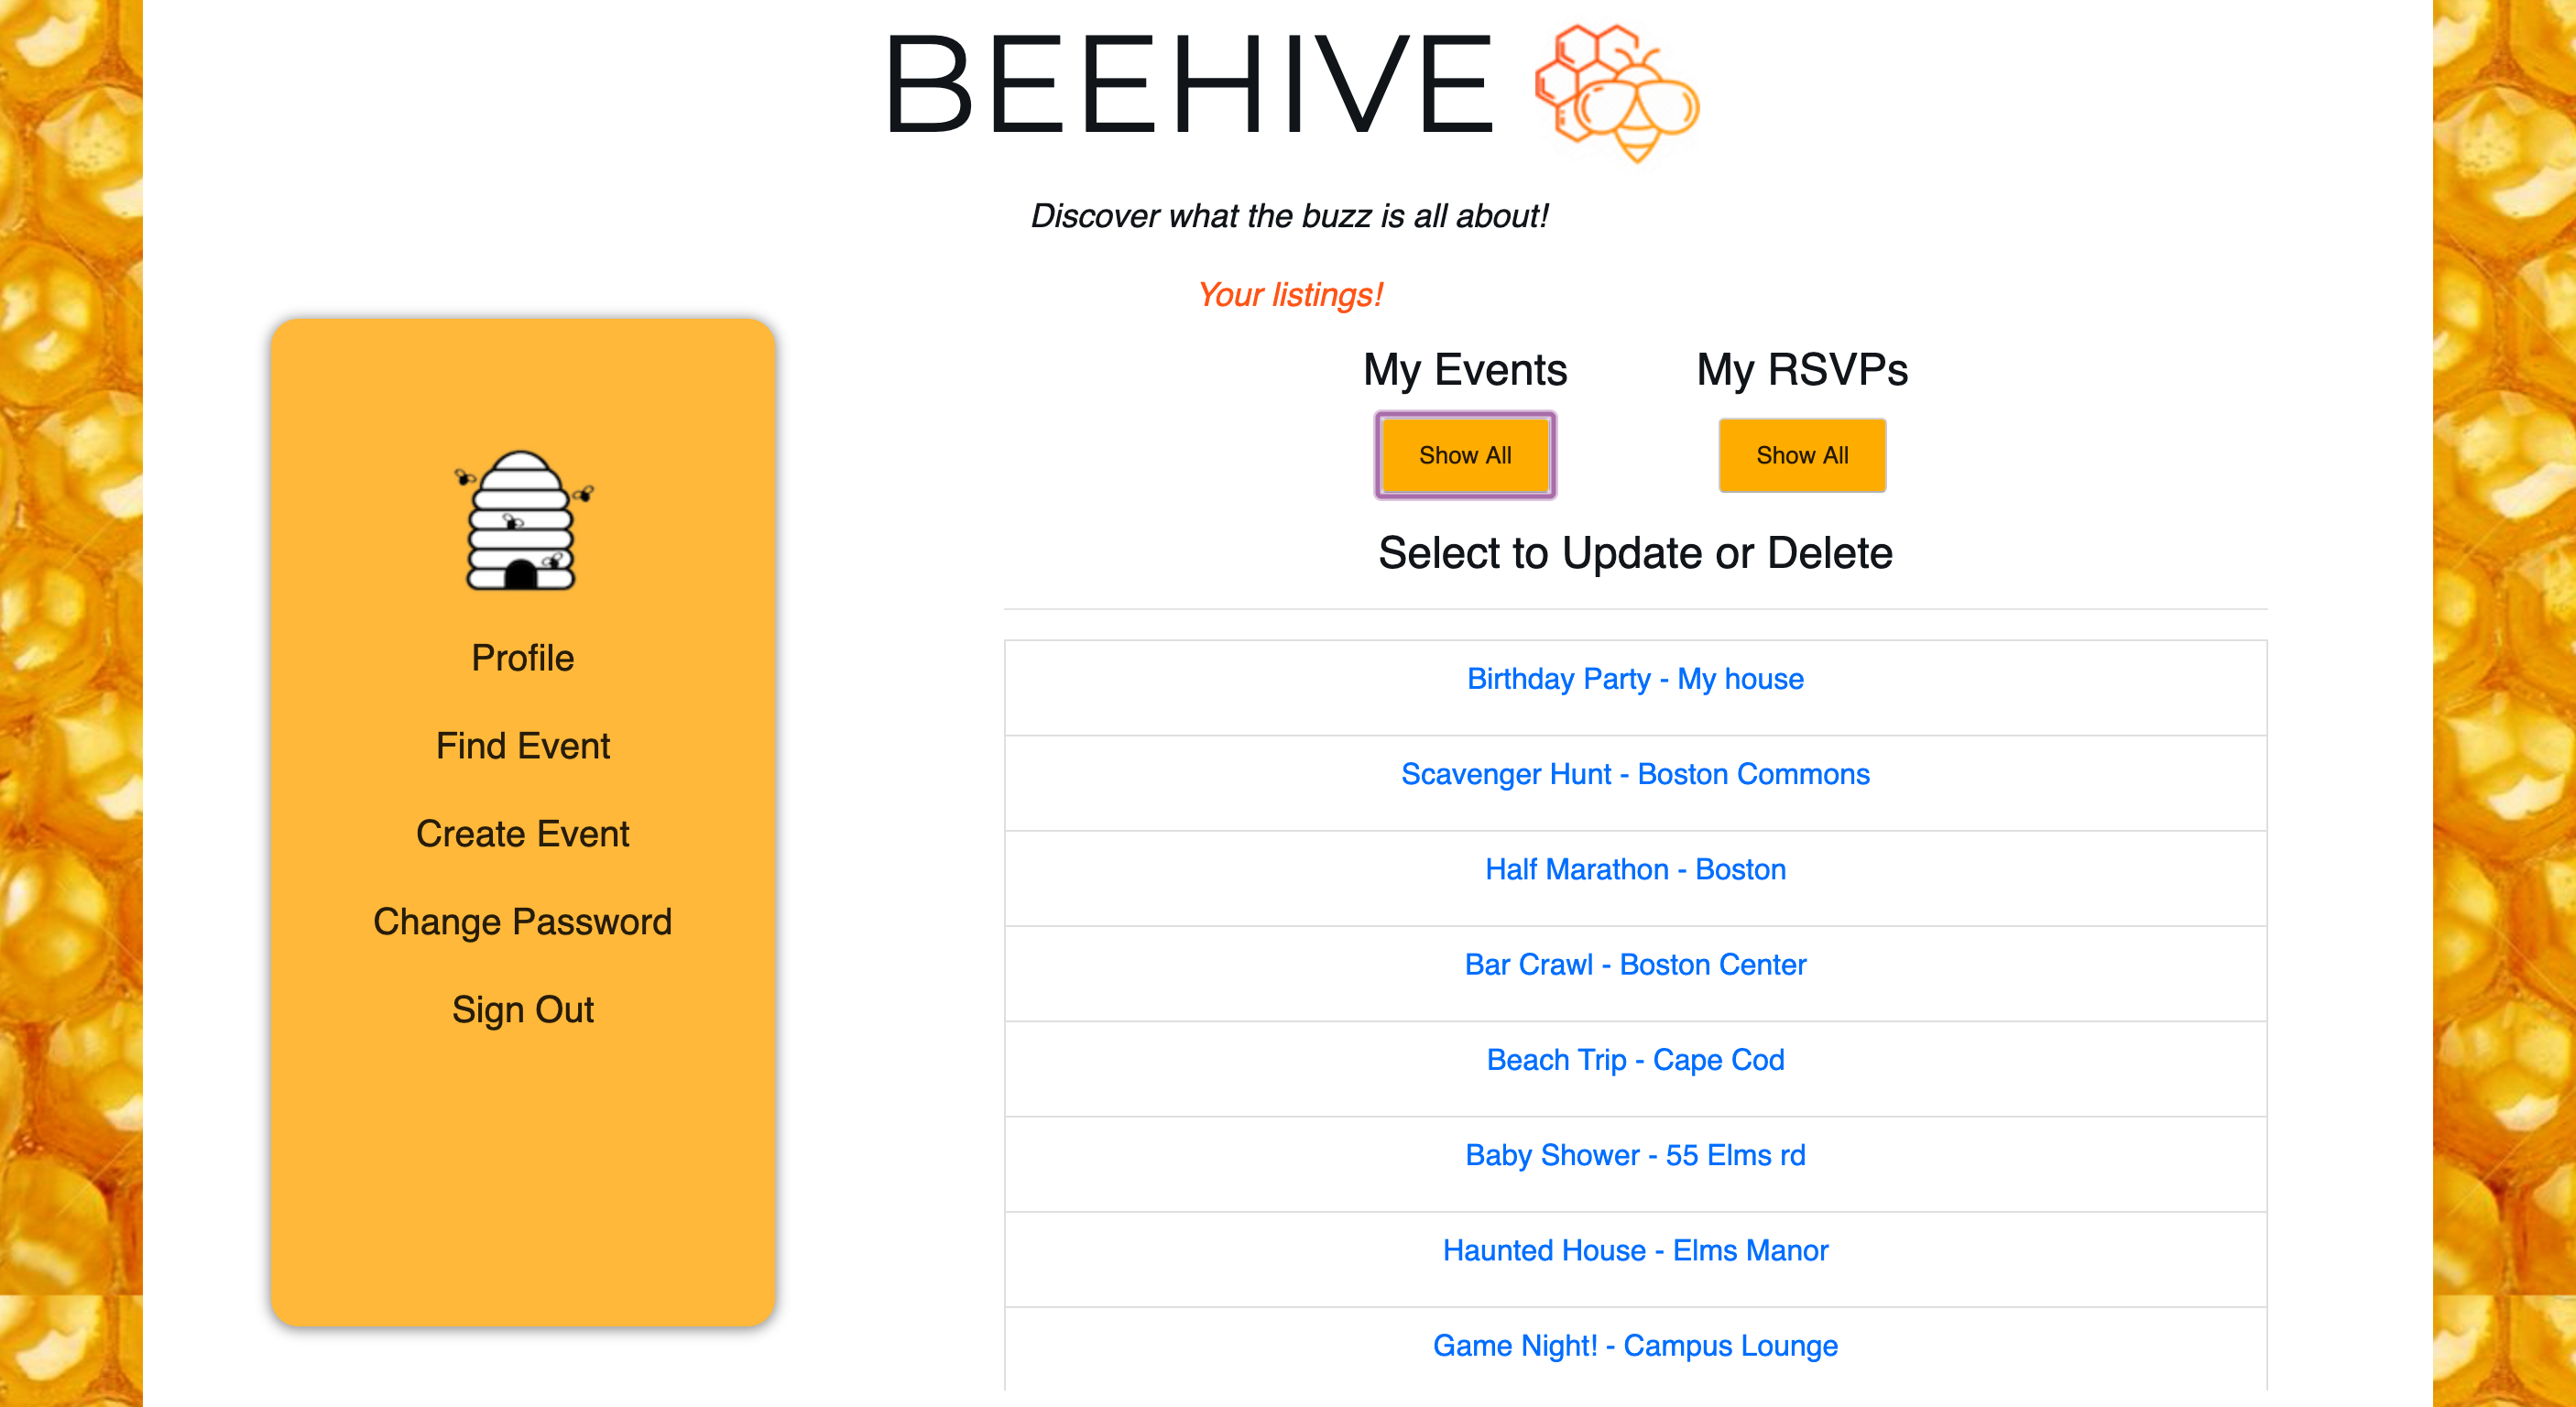 BEEHIVE
Discover what the buzz is all about!
Your listings!
My Events My RSVPs
Show All Show All
Select to Update or Delete
Profile
Find Event
Create Event
Change Password
Sign Out
Birthday Party - My house
Scavenger Hunt - Boston Commons
Half Marathon - Boston
Bar Crawl - Boston Center
Beach Trip - Cape Cod
Baby Shower - 55 Elms rd
Haunted House - Elms Manor
Game Night! - Campus Lounge